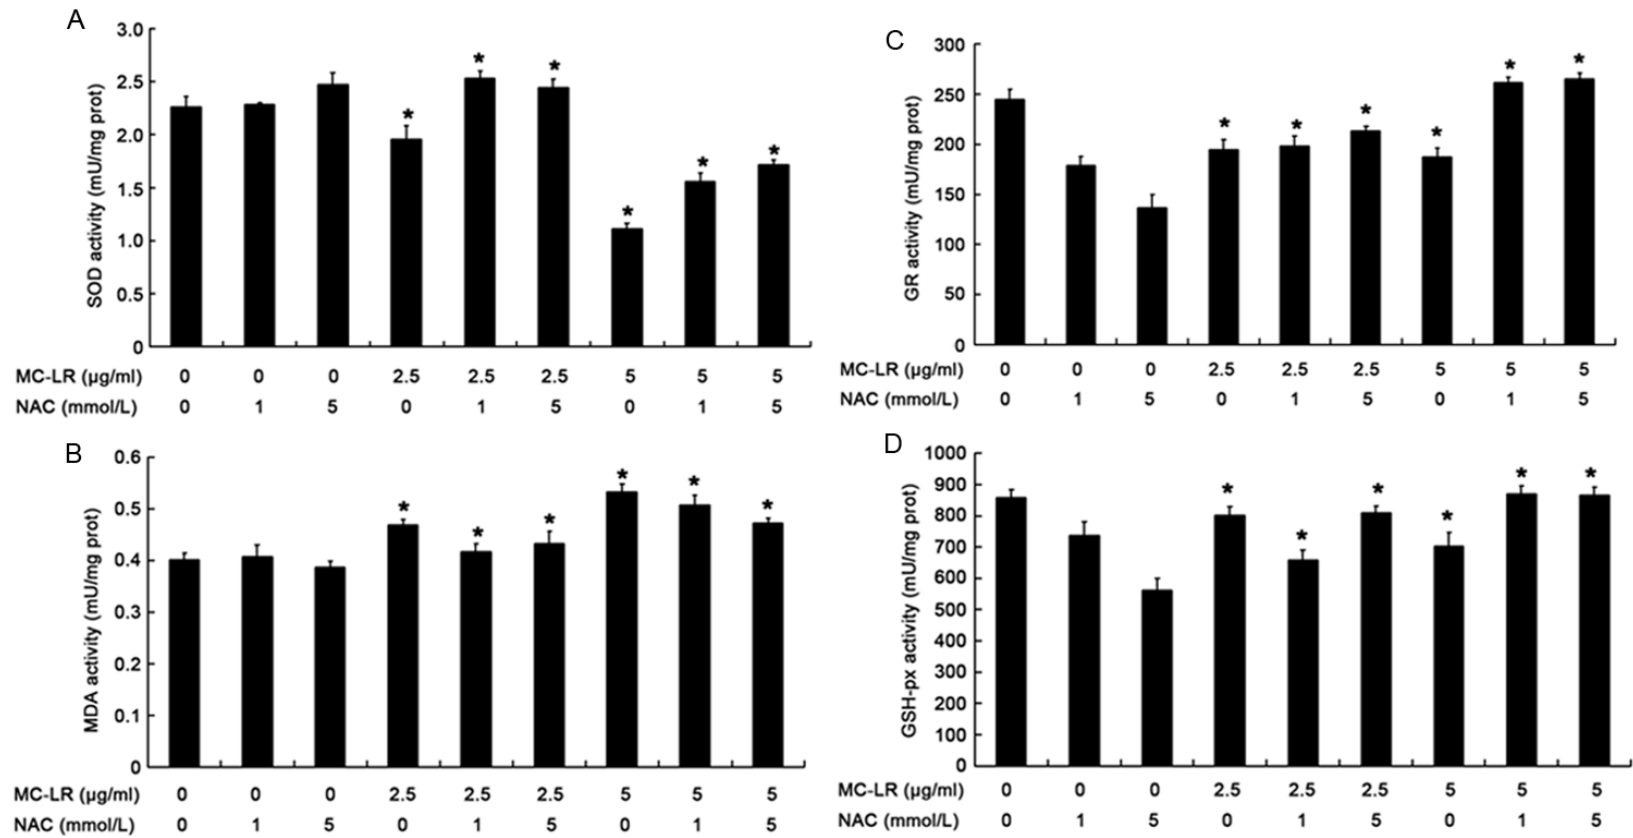 A
3.0
2.5
2.0
1.5
1.0
0.5
0
SOD activity (mU/mg prot)
* * * * * *
MC-LR (µg/ml) 0 0 0 2.5 2.5 2.5 5 5 5
NAC (mmol/L) 0 1 5 0 1 5 0 1 5
B
0.6
0.5
0.4
0.3
0.2
0.1
0
MDA activity (mU/mg prot)
* * * * * *
MC-LR (µg/ml) 0 0 0 2.5 2.5 2.5 5 5 5
NAC (mmol/L) 0 1 5 0 1 5 0 1 5
C
300
250
200
150
100
50
0
GR activity (mU/mg prot)
* * * * * *
MC-LR (µg/ml) 0 0 0 2.5 2.5 2.5 5 5 5
NAC (mmol/L) 0 1 5 0 1 5 0 1 5
D
1000
900
800
700
600
500
400
300
200
100
0
GSH-px activity (mU/mg prot)
* * * * * *
MC-LR (µg/ml) 0 0 0 2.5 2.5 2.5 5 5 5
NAC (mmol/L) 0 1 5 0 1 5 0 1 5